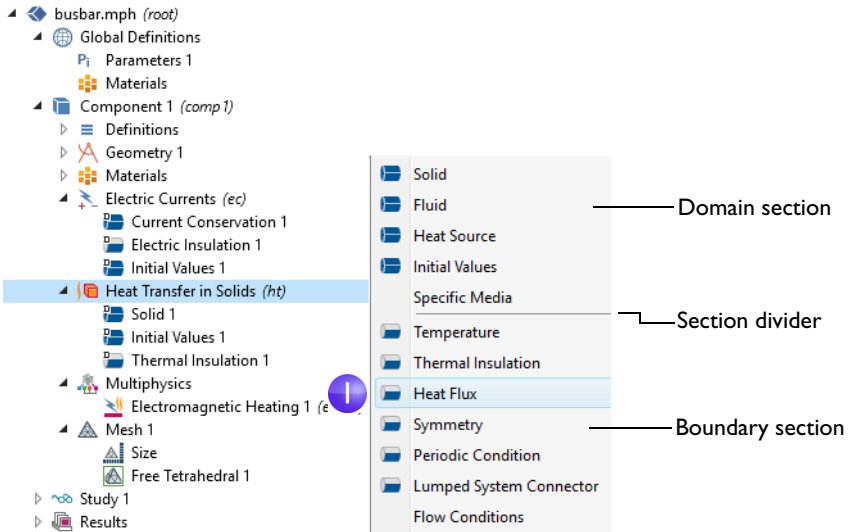 busbar.mph (root)
Global Definitions
Pi Parameters 1
Materials
Component 1 (comp1)
Definitions
Geometry 1
Materials
Electric Currents (ec)
Current Conservation 1
Electric Insulation 1
Initial Values 1
Heat Transfer in Solids (ht)
Solid 1
Initial Values 1
Thermal Insulation 1
Multiphysics
Electromagnetic Heating 1 (e
Mesh 1
Size
Free Tetrahedral 1
Study 1
Results
1
Solid
Fluid
Heat Source
Initial Values
Specific Media
Temperature
Thermal Insulation
Heat Flux
Symmetry
Periodic Condition
Lumped System Connector
Flow Conditions
Domain section
Section divider
Boundary section